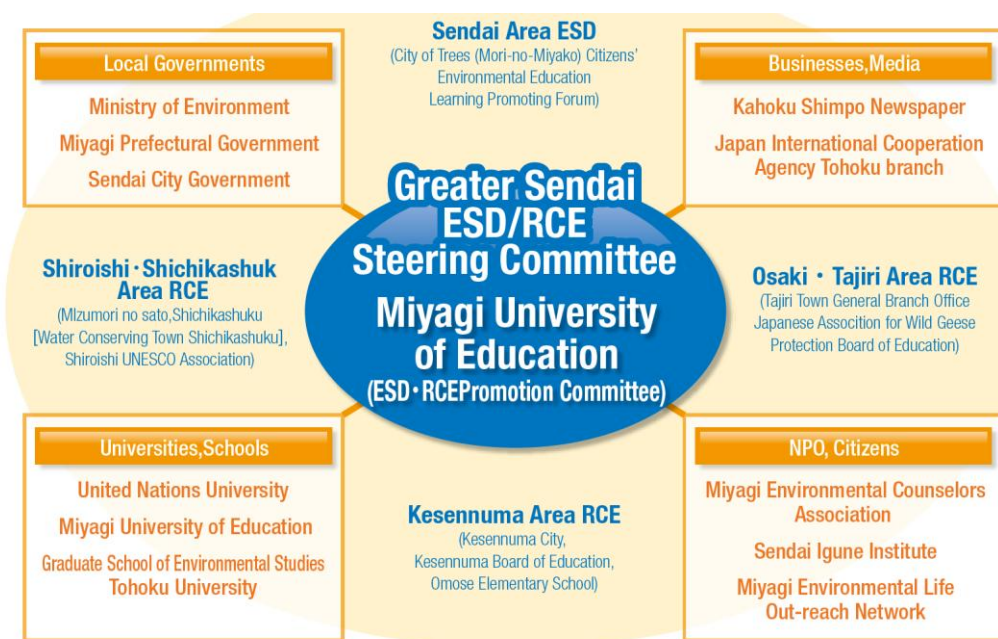 Sendai Area ESD
(City of Trees (Mori-no-Miyako) Citizens'
Environmental Education
Learning Promoting Forum)
Local Governments
Ministry of Environment
Miyagi Prefectural Government
Sendai City Government
Businesses,Media
Kahoku Shimpo Newspaper
Japan International Cooperation
Agency Tohoku branch
Greater Sendai
ESD/RCE
Steering Committee
Miyagi University
of Education
(ESD・RCEPromotion Committee)
Shiroishi・Shichikashuk
Area RCE
(MIzumori no sato,Shichikashuku
[Water Conserving Town Shichikashuku],
Shiroishi UNESCO Association)
Osaki・Tajiri Area RCE
(Tajiri Town General Branch Office
Japanese Assocition for Wild Geese
Protection Board of Education)
Universities,Schools
United Nations University
Miyagi University of Education
Graduate School of Environmental Studies
Tohoku University
Kesennuma Area RCE
(Kesennuma City,
Kesennuma Board of Education,
Omose Elementary School)
NPO, Citizens
Miyagi Environmental Counselors
Association
Sendai Igune Institute
Miyagi Environmental Life
Out-reach Network